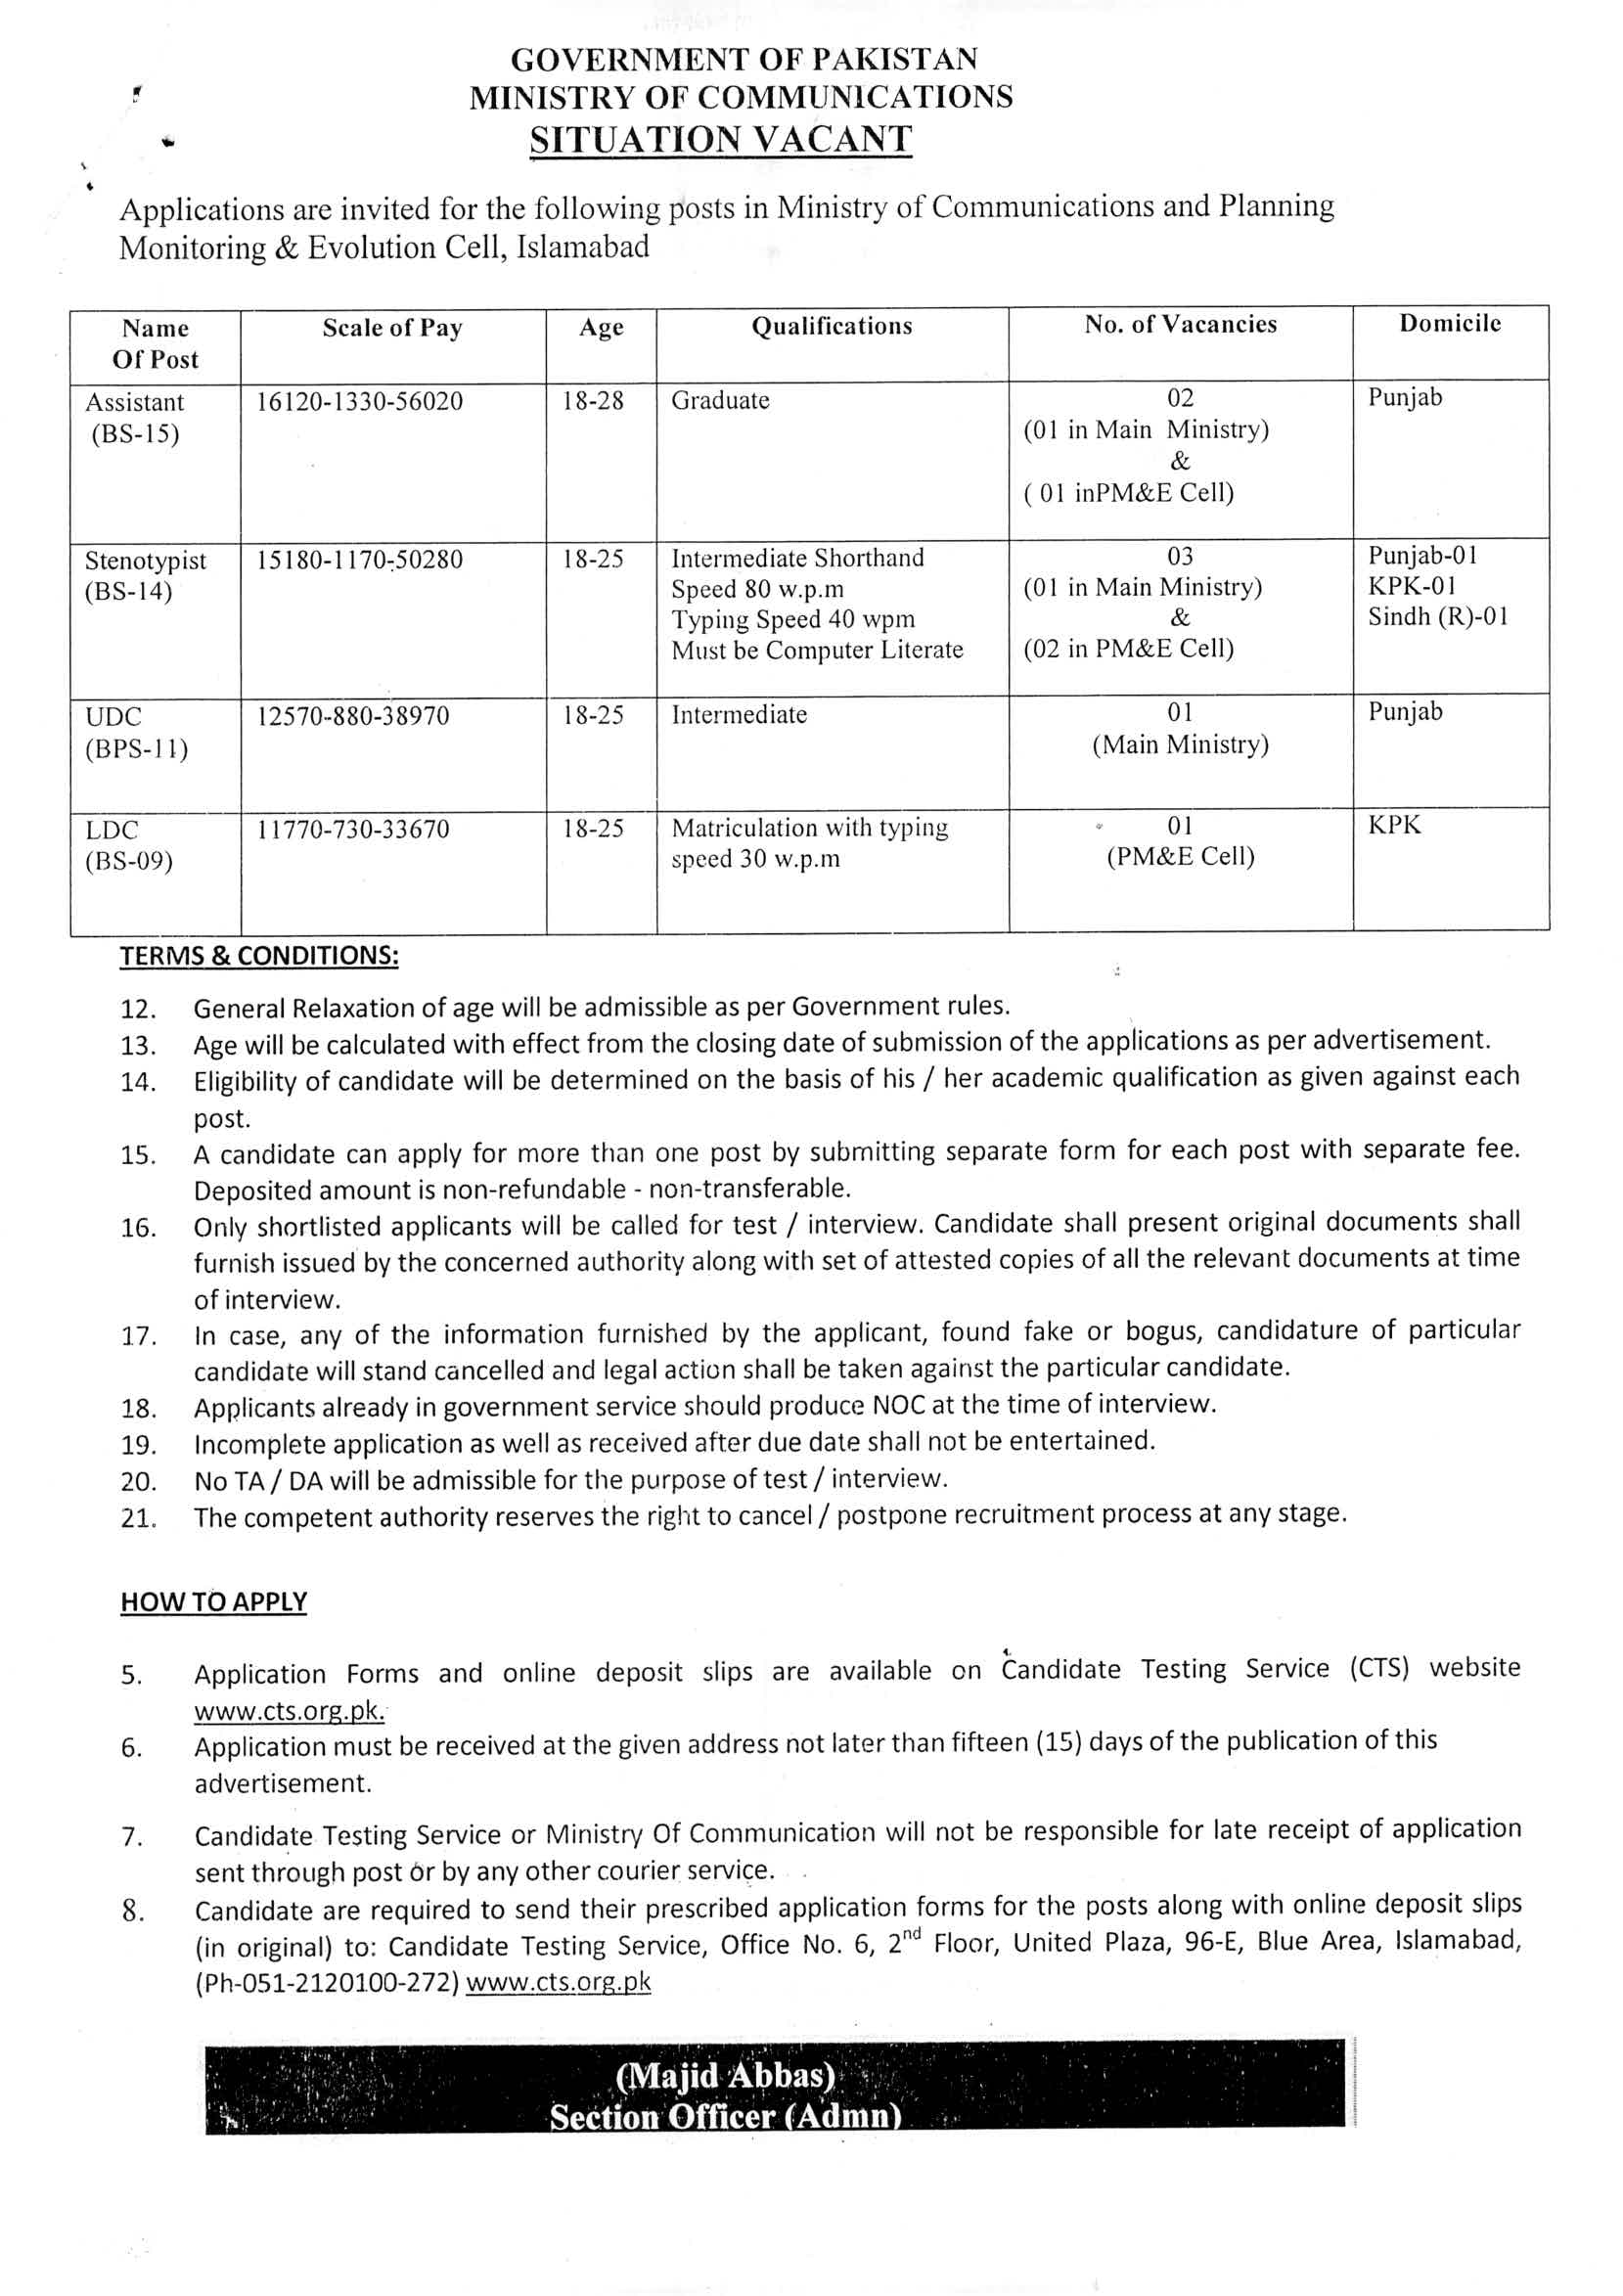 GOVERNMENT OF PAKISTAN
MINISTRY OF COMMUNICATIONS
SITUATION VACANT
Applications are invited for the following posts in Ministry of Communications and Planning
Monitoring & Evolution Cell, Islamabad
Name Of Post | Scale of Pay | Age | Qualifications | No. of Vacancies | Domicile
Assistant (BS-15) | 16120-1330-56020 | 18-28 | Graduate | 02 (01 in Main Ministry) & ( 01 inPM&E Cell) | Punjab
Stenotypist (BS-14) | 15180-1170-50280 | 18-25 | Intermediate Shorthand Speed 80 w.p.m Typing Speed 40 wpm Must be Computer Literate | 03 (01 in Main Ministry) & (02 in PM&E Cell) | Punjab-01 KPK-01 Sindh (R)-01
UDC (BPS-11) | 12570-880-38970 | 18-25 | Intermediate | 01 (Main Ministry) | Punjab
LDC (BS-09) | 11770-730-33670 | 18-25 | Matriculation with typing speed 30 w.p.m | 01 (PM&E Cell) | KPK
TERMS & CONDITIONS:
12. General Relaxation of age will be admissible as per Government rules.
13. Age will be calculated with effect from the closing date of submission of the applications as per advertisement.
14. Eligibility of candidate will be determined on the basis of his / her academic qualification as given against each
post.
15. A candidate can apply for more than one post by submitting separate form for each post with separate fee.
Deposited amount is non-refundable - non-transferable.
16. Only shortlisted applicants will be called for test / interview. Candidate shall present original documents shall
furnish issued by the concerned authority along with set of attested copies of all the relevant documents at time
of interview.
17. In case, any of the information furnished by the applicant, found fake or bogus, candidature of particular
candidate will stand cancelled and legal action shall be taken against the particular candidate.
18. Applicants already in government service should produce NOC at the time of interview.
19. Incomplete application as well as received after due date shall not be entertained.
20. No TA / DA will be admissible for the purpose of test / interview.
21. The competent authority reserves the right to cancel / postpone recruitment process at any stage.
HOW TO APPLY
5. Application Forms and online deposit slips are available on Candidate Testing Service (CTS) website
www.cts.org.pk.
6. Application must be received at the given address not later than fifteen (15) days of the publication of this
advertisement.
7. Candidate Testing Service or Ministry Of Communication will not be responsible for late receipt of application
sent through post or by any other courier service.
8. Candidate are required to send their prescribed application forms for the posts along with online deposit slips
(in original) to: Candidate Testing Service, Office No. 6, 2nd Floor, United Plaza, 96-E, Blue Area, Islamabad,
(Ph-051-2120100-272) www.cts.org.pk
(Majid Abbas)
Section Officer (Admn)